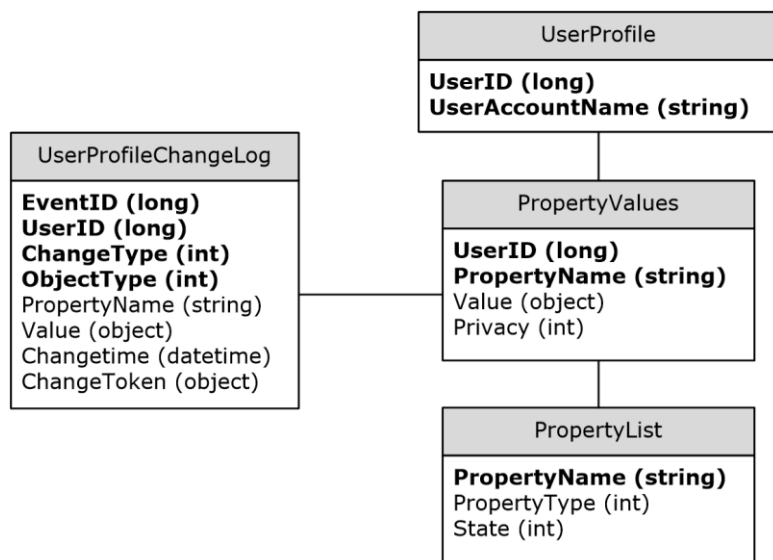 UserProfile
UserID (long)
UserAccountName (string)
UserProfileChangeLog
EventID (long)
UserID (long)
ChangeType (int)
ObjectType (int)
PropertyName (string)
Value (object)
Changetime (datetime)
ChangeToken (object)
PropertyValues
UserID (long)
PropertyName (string)
Value (object)
Privacy (int)
PropertyList
PropertyName (string)
PropertyType (int)
State (int)